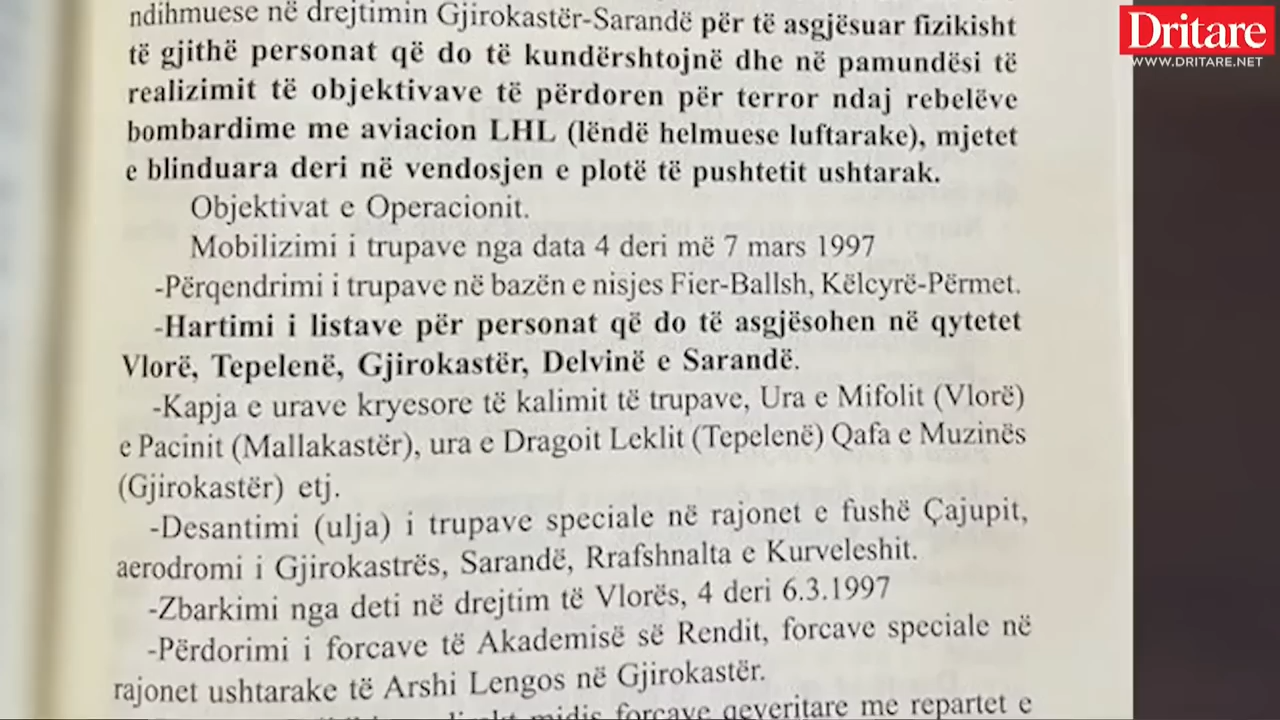 Dritare
WWW.DRITARE.NET
ndihmuese në drejtimin Gjirokastër-Sarandë për të asgjësuar fizikisht
të gjithë personat që do të kundërshtojnë dhe në pamundësi të
realizimit të objektivave të përdoren për terror ndaj rebelëve
bombardime me aviacion LHL (lëndë helmuese luftarake), mjetet
e blinduara deri në vendosjen e plotë të pushtetit ushtarak.
Objektivat e Operacionit.
Mobilizimi i trupave nga data 4 deri më 7 mars 1997
-Përqendrimi i trupave në bazën e nisjes Fier-Ballsh, Këlcyrë-Përmet.
-Hartimi i listave për personat që do të asgjësohen në qytetet
Vlorë, Tepelenë, Gjirokastër, Delvinë e Sarandë.
-Kapja e urave kryesore të kalimit të trupave, Ura e Mifolit (Vlorë)
e Pacinit (Mallakastër), ura e Dragoit Leklit (Tepelenë) Qafa e Muzinës
(Gjirokastër) etj.
-Desantimi (ulja) i trupave speciale në rajonet e fushë Çajupit,
aerodromi i Gjirokastrës, Sarandë, Rrafshnalta e Kurveleshit.
-Zbarkimi nga deti në drejtim të Vlorës, 4 deri 6.3.1997
-Përdorimi i forcave të Akademisë së Rendit, forcave speciale në
rajonet ushtarake të Arshi Lengos në Gjirokastër.
midis forcave qeveritare me repartet e